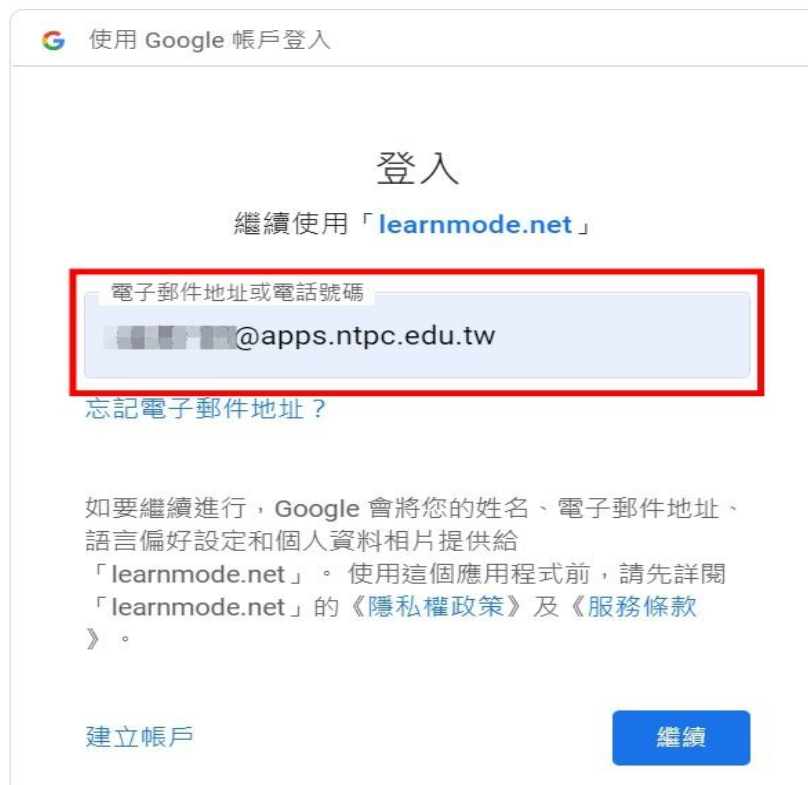 使用 Google 帳戶登入
登入
繼續使用「learnmode.net」
電子郵件地址或電話號碼
@apps.ntpc.edu.tw
忘記電子郵件地址？
如要繼續進行，Google 會將您的姓名、電子郵件地址、
語言偏好設定和個人資料相片提供給
「learnmode.net」。 使用這個應用程式前，請先詳閱
「learnmode.net」的《隱私權政策》及《服務條款
》。
建立帳戶
繼續